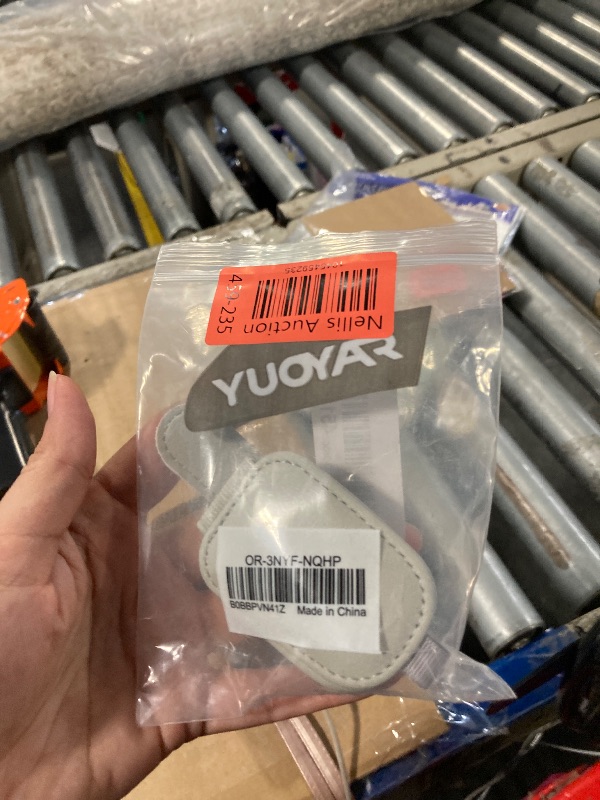 Nellis Auction
YUOYAR
OR-3NYF-NQHP
B0BBPVN41Z Made in China